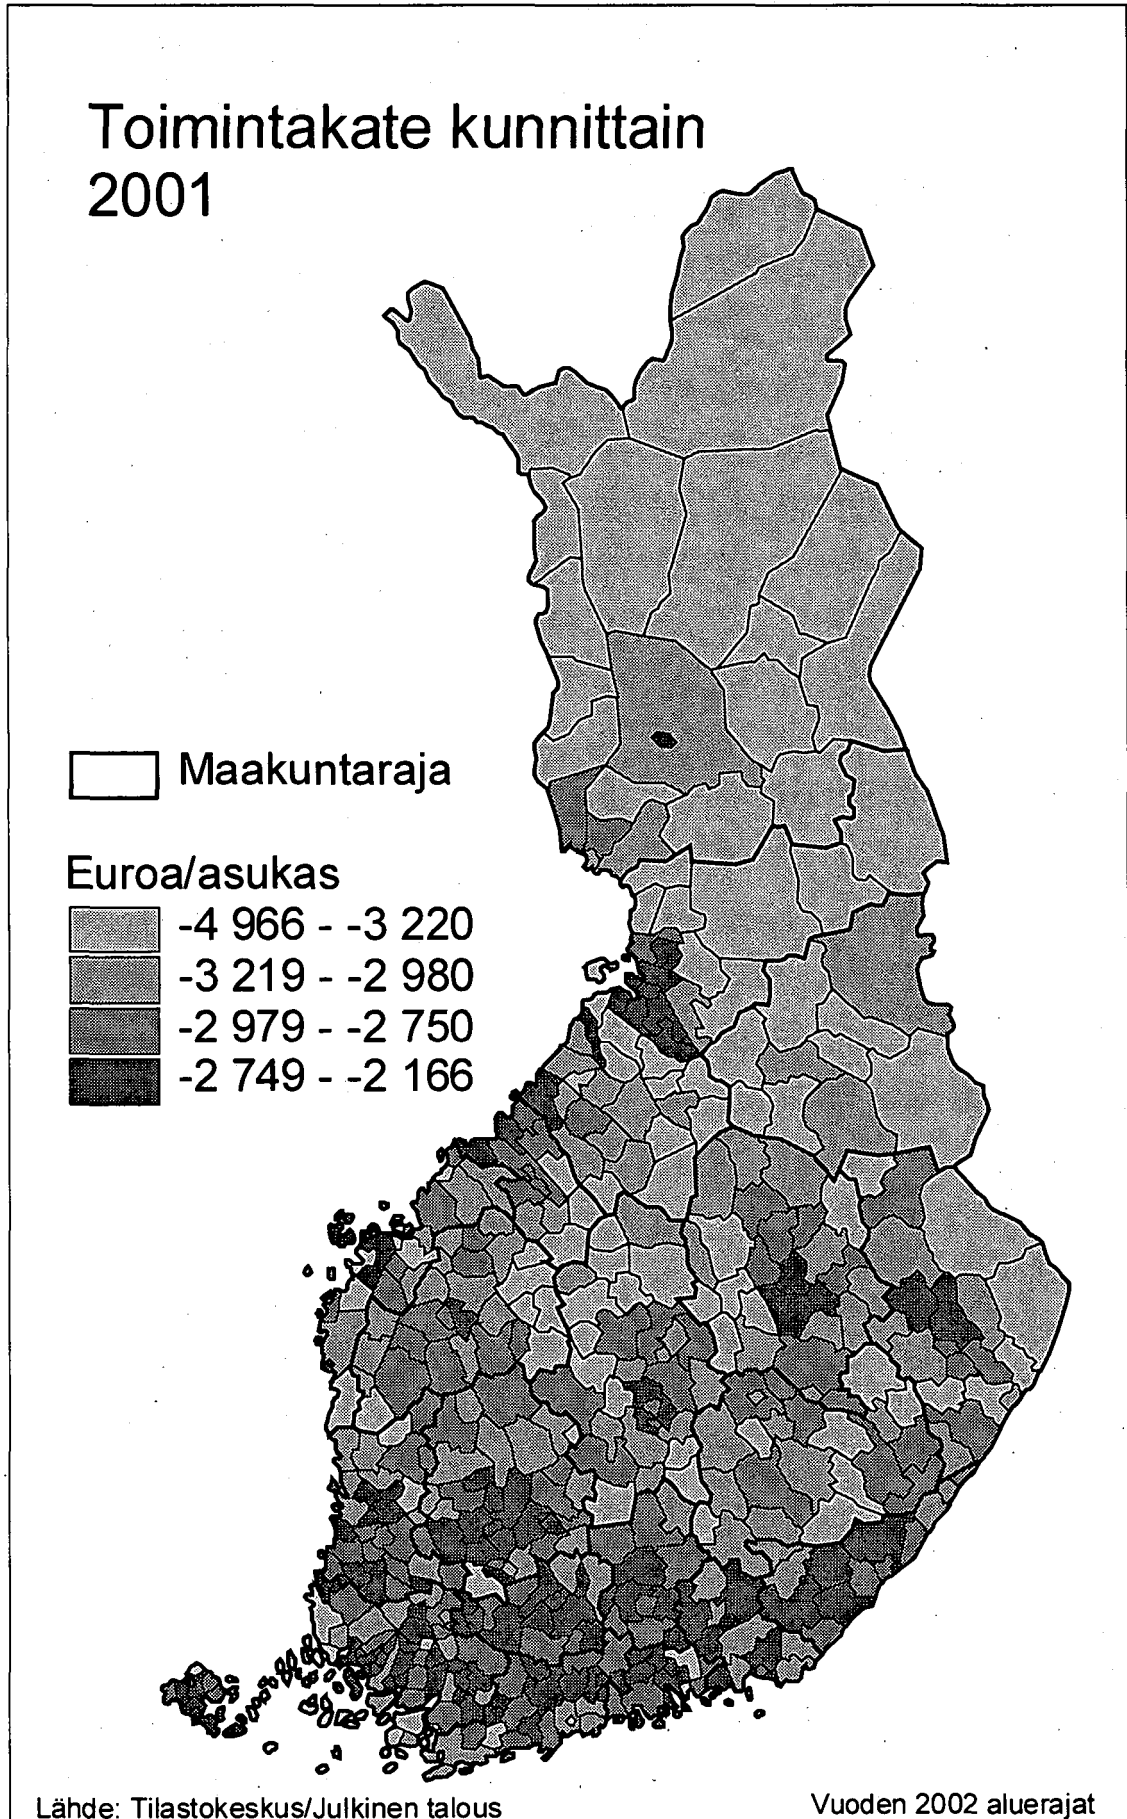 Toimintakate kunnittain
2001
Maakuntaraja
Euroa/asukas
-4 966 - -3 220
-3 219 - -2 980
-2 979 - -2 750
-2 749 - -2 166
Lähde: Tilastokeskus/Julkinen talous
Vuoden 2002 aluerajat